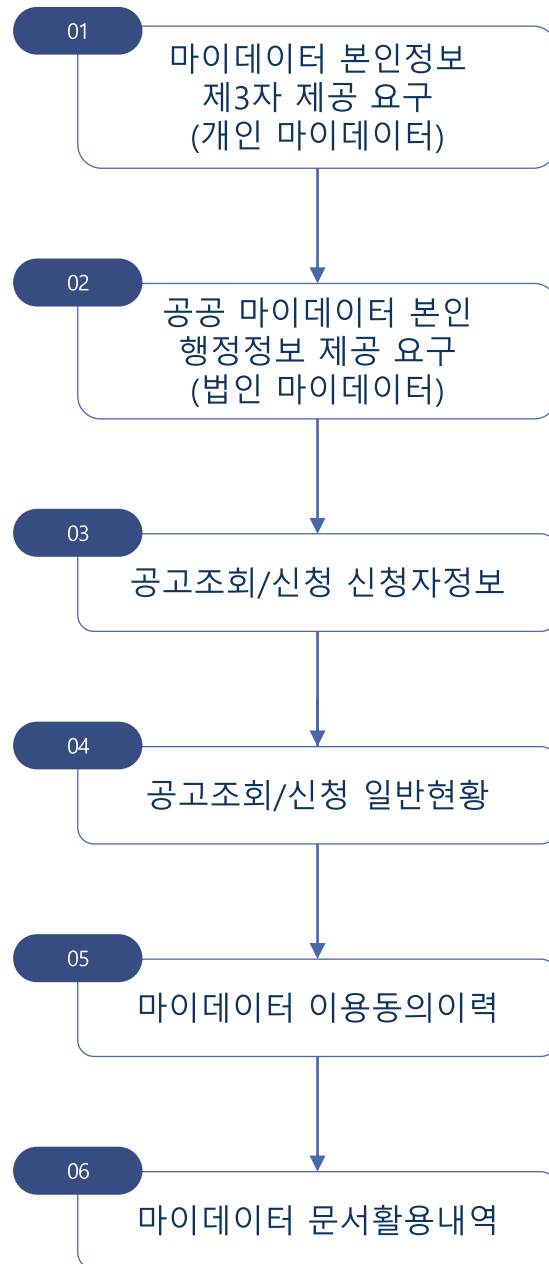 01
마이데이터 본인정보
제3자 제공 요구
(개인 마이데이터)
02
공공 마이데이터 본인
행정정보 제공 요구
(법인 마이데이터)
03
공고조회/신청 신청자정보
04
공고조회/신청 일반현황
05
마이데이터 이용동의이력
06
마이데이터 문서활용내역